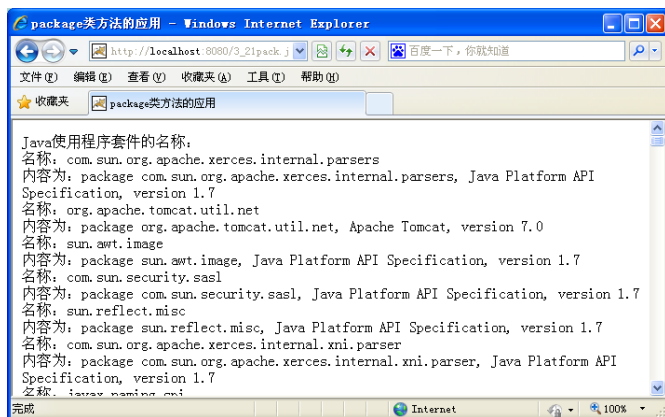 package类方法的应用 - Windows Internet Explorer
http://localhost:8080/3_21pack.j
百度一下，你就知道
文件(F) 编辑(E) 查看(V) 收藏夹(A) 工具(T) 帮助(H)
收藏夹 package类方法的应用
Java使用程序套件的名称：
名称：com.sun.org.apache.xerces.internal.parsers
内容为：package com.sun.org.apache.xerces.internal.parsers, Java Platform API
Specification, version 1.7
名称：org.apache.tomcat.util.net
内容为：package org.apache.tomcat.util.net, Apache Tomcat, version 7.0
名称：sun.awt.image
内容为：package sun.awt.image, Java Platform API Specification, version 1.7
名称：com.sun.security.sasl
内容为：package com.sun.security.sasl, Java Platform API Specification, version 1.7
名称：sun.reflect.misc
内容为：package sun.reflect.misc, Java Platform API Specification, version 1.7
名称：com.sun.org.apache.xerces.internal.xni.parser
内容为：package com.sun.org.apache.xerces.internal.xni.parser, Java Platform API
Specification, version 1.7
名称：javax.naming.spi
完成 Internet 100%